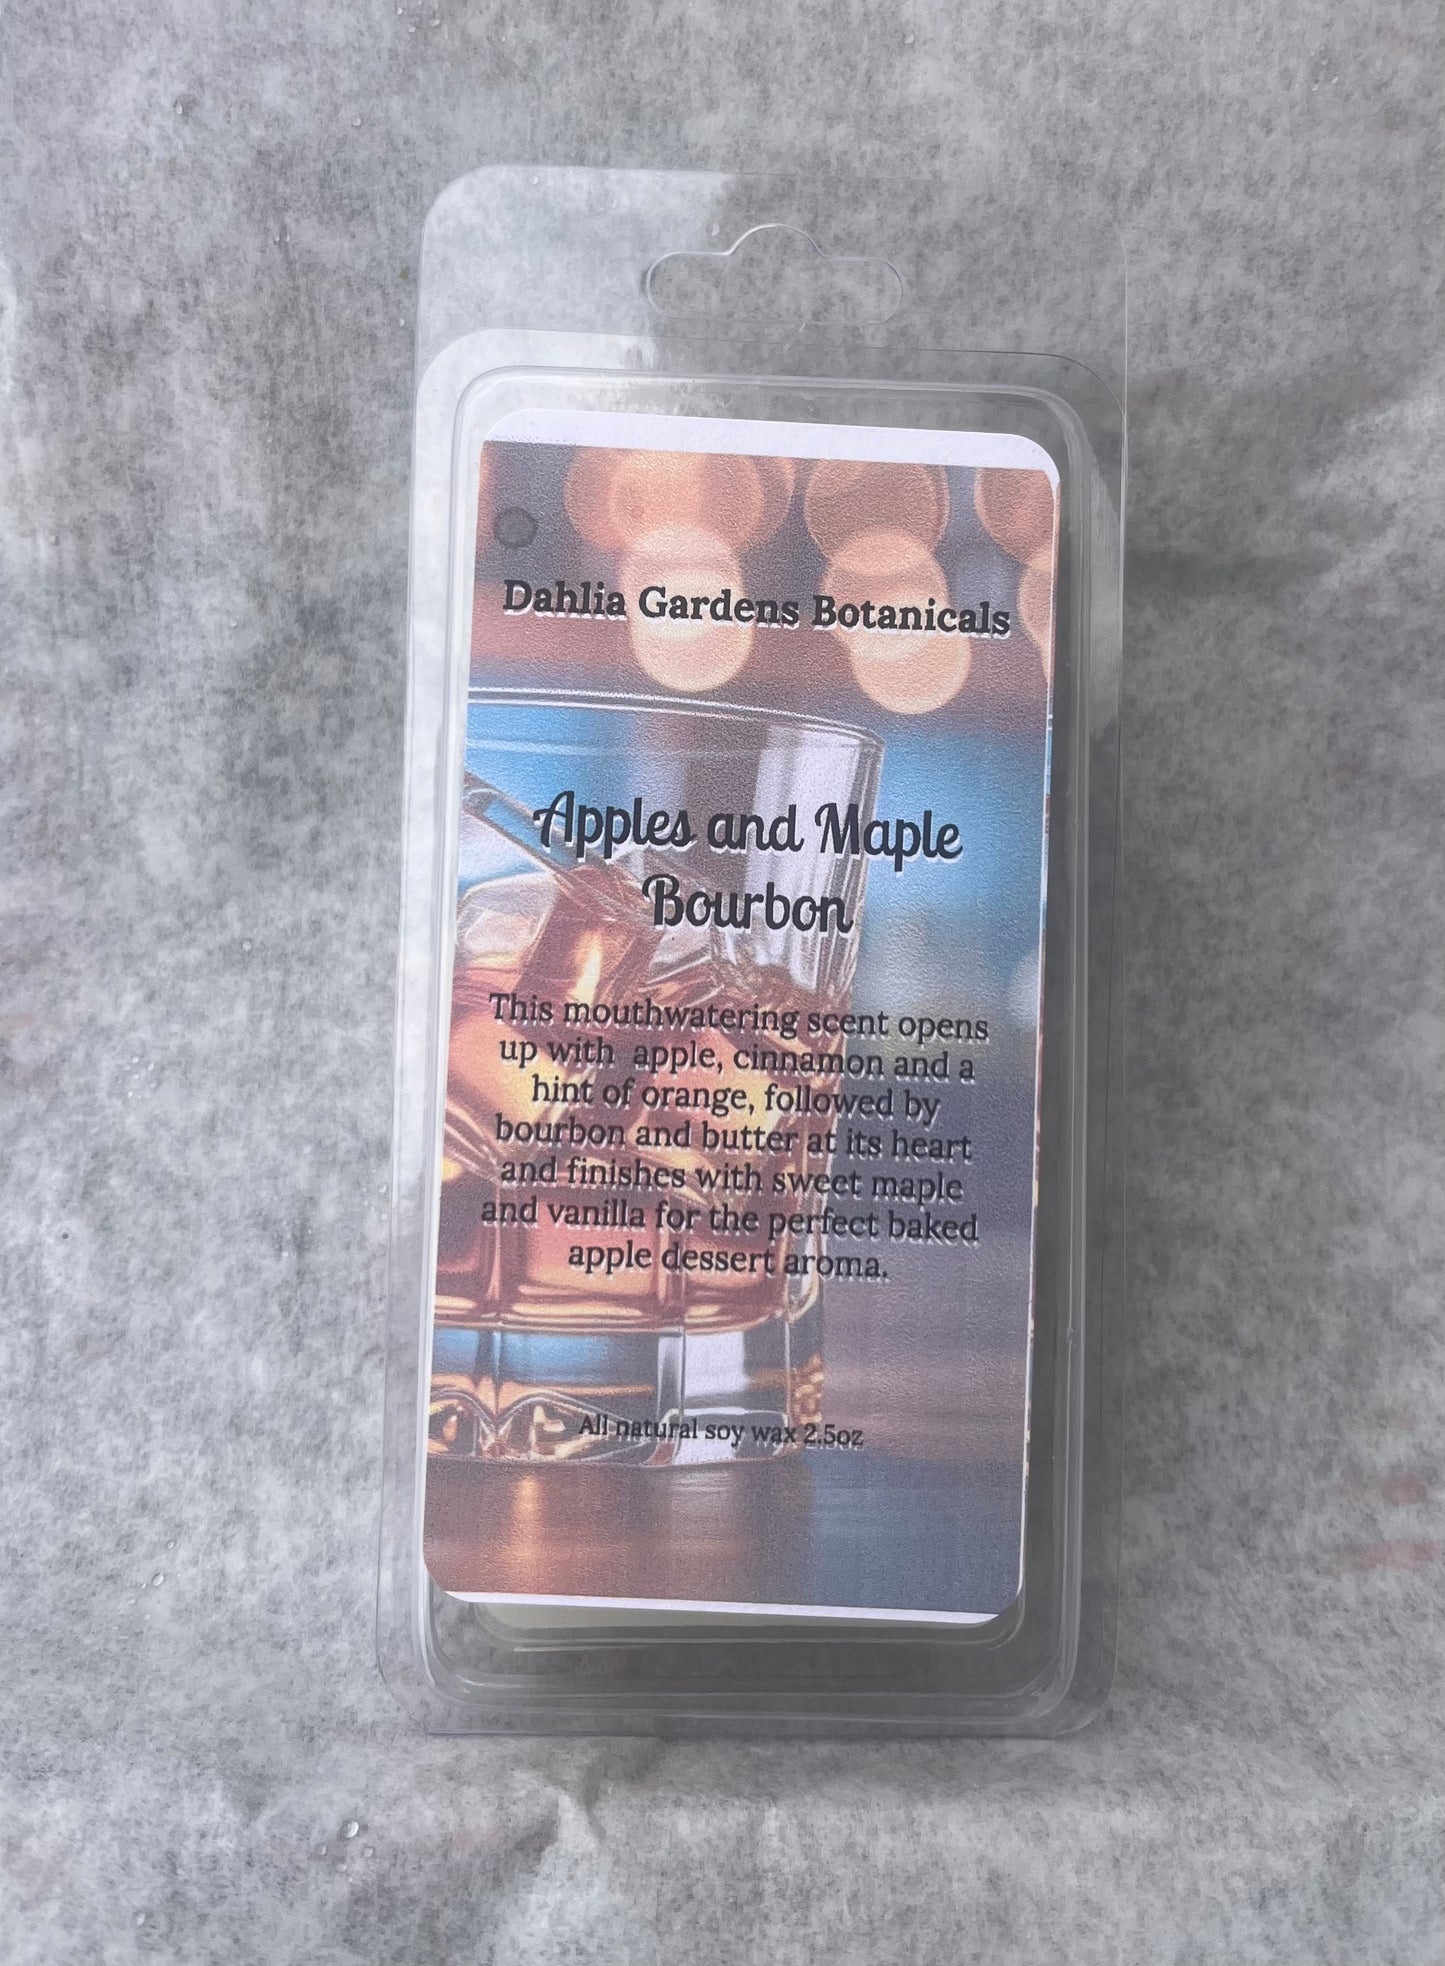 Dahlia Gardens Botanicals
Apples and Maple
Bourbon
This mouthwatering scent opens
up with apple, cinnamon and a
hint of orange, followed by
bourbon and butter at its heart
and finishes with sweet maple
and vanilla for the perfect baked
apple dessert aroma.
All natural soy wax 2.5oz